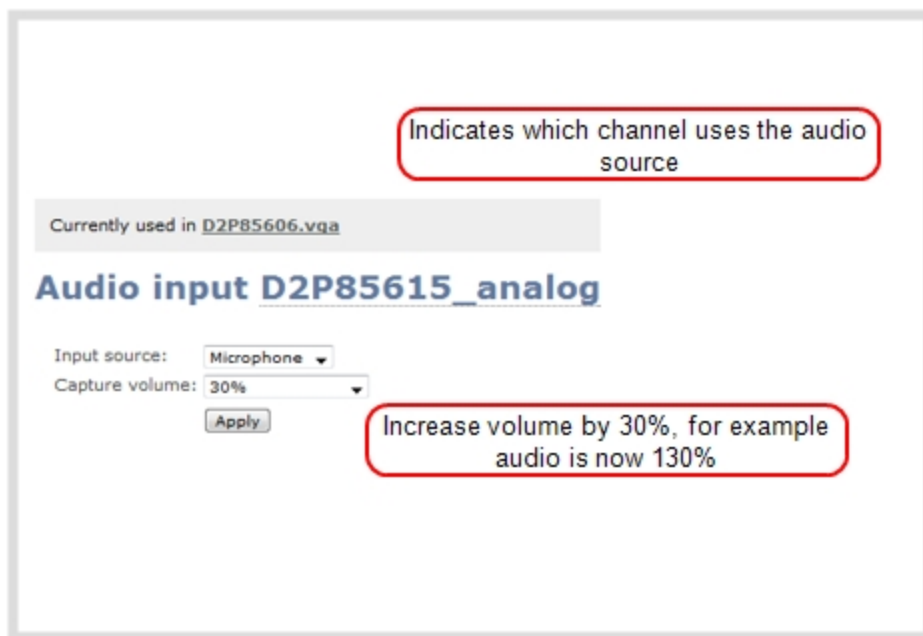 Indicates which channel uses the audio
source
Currently used in D2P85606.vga
Audio input D2P85615_analog
Input source: Microphone
Capture volume: 30%
Apply
Increase volume by 30%, for example
audio is now 130%